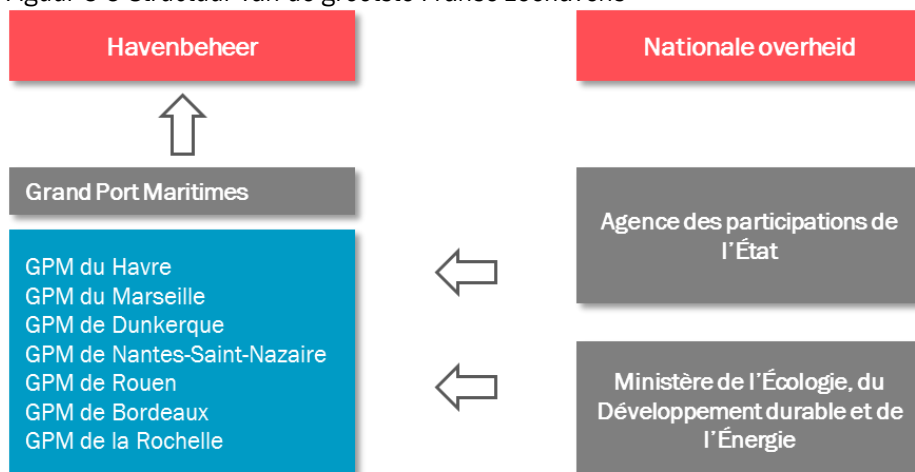 Havenbeheer
Nationale overheid
Grand Port Maritimes
GPM du Havre
GPM du Marseille
GPM de Dunkerque
GPM de Nantes-Saint-Nazaire
GPM de Rouen
GPM de Bordeaux
GPM de la Rochelle
Agence des participations de
l'État
Ministère de l'Écologie, du
Développement durable et de
l'Énergie